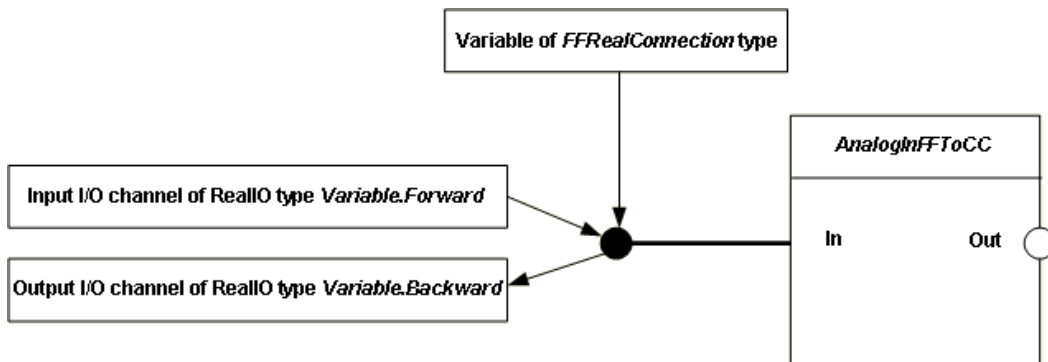 Variable of FFRealConnection type
AnalogInFFToCC
Input I/O channel of RealIO type Variable.Forward
In
Out
Output I/O channel of RealIO type Variable.Backward